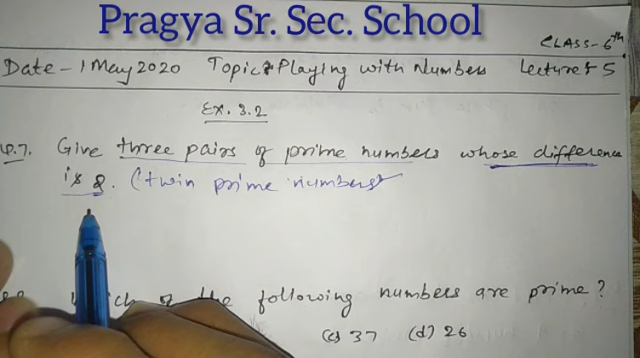 Pragya Sr. Sec. School
CLASS-6th.
Date - 1 May 2020 Topic: Playing with Numbers Lecture: 5
Ex. 3.2
Q.7. Give three pairs of prime numbers whose difference
is 2. (twin prime numbers)
of the following numbers are prime?
(c) 37 (d) 26